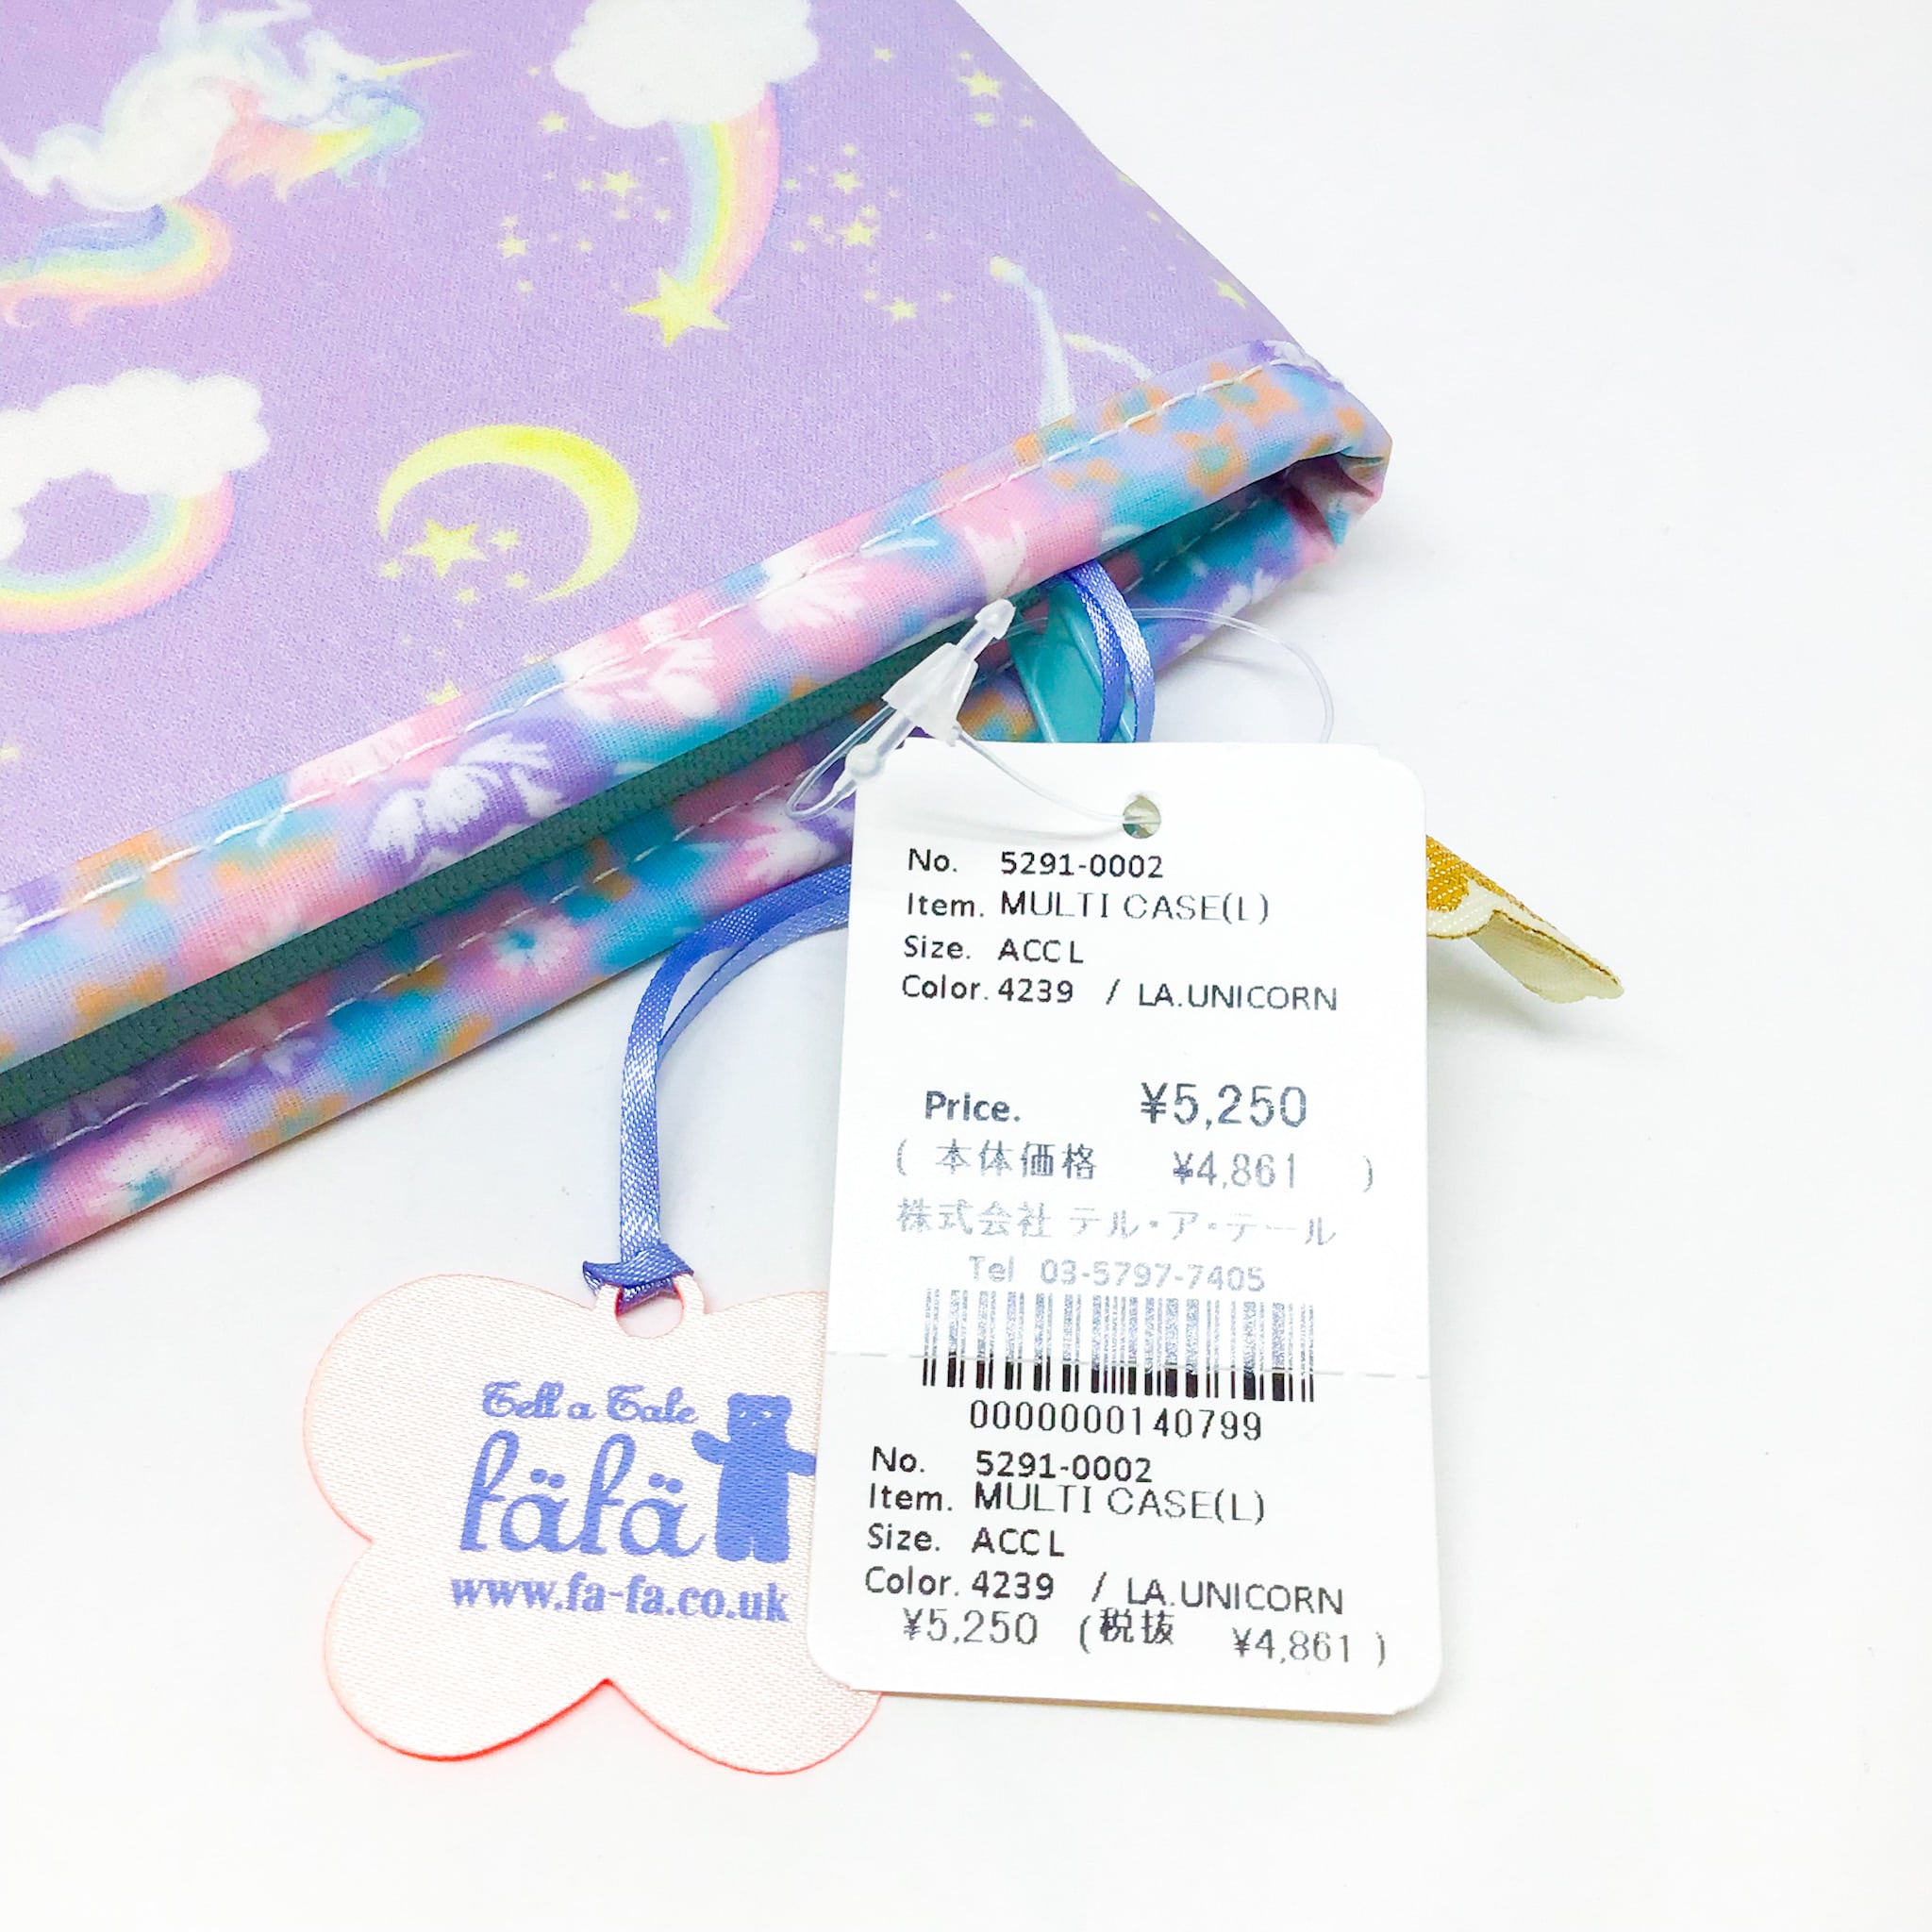 No. 5291-0002
Item. MULTI CASE(L)
Size. ACC L
Color. 4239 / LA.UNICORN
Price. ¥5,250
( 本体価格 ¥4,861 )
株式会社 テル・ア・テール
Tel 03-5797-7405
0000000140799
No. 5291-0002
Item. MULTI CASE(L)
Size. ACC L
Color. 4239 / LA.UNICORN
¥5,250 (税抜 ¥4,861 )
Tell a Tale
fäfä
www.fa-fa.co.uk